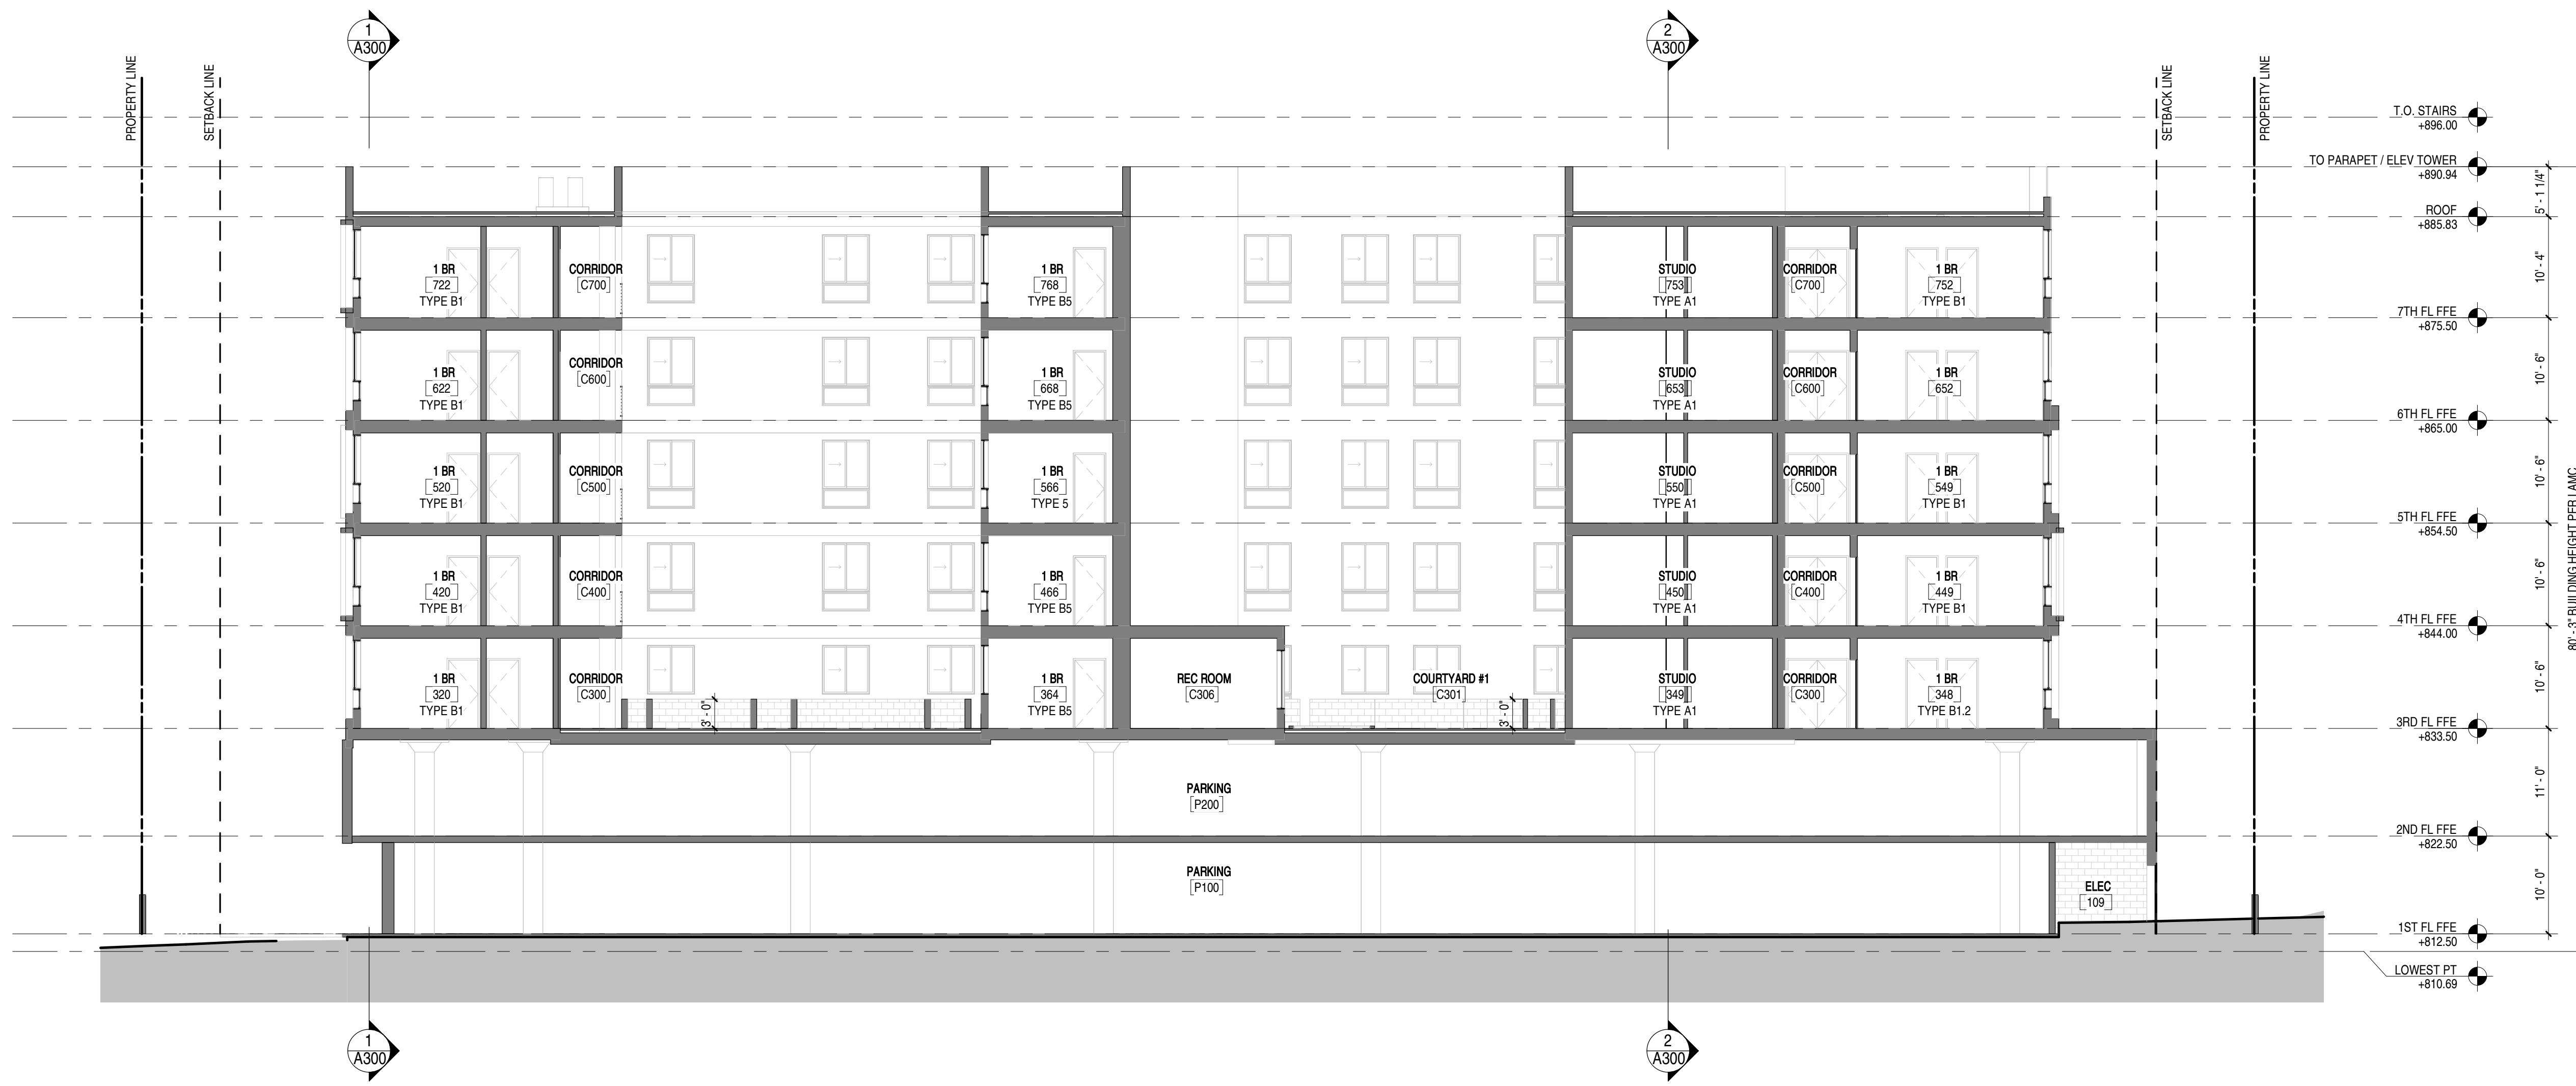 1
A300
2
A300
PROPERTY LINE
SETBACK LINE
SETBACK LINE
PROPERTY LINE
T.O. STAIRS
+896.00
TO PARAPET / ELEV TOWER
+890.94
5' - 1 1/4"
ROOF
+885.83
1 BR
722
TYPE B1
CORRIDOR
C700
1 BR
768
TYPE B5
STUDIO
753
TYPE A1
CORRIDOR
C700
1 BR
752
TYPE B1
10' - 4"
7TH FL FFE
+875.50
1 BR
622
TYPE B1
CORRIDOR
C600
1 BR
668
TYPE B5
STUDIO
653
TYPE A1
CORRIDOR
C600
1 BR
652
10' - 6"
6TH FL FFE
+865.00
1 BR
520
TYPE B1
CORRIDOR
C500
1 BR
566
TYPE 5
STUDIO
550
TYPE A1
CORRIDOR
C500
1 BR
549
TYPE B1
10' - 6"
5TH FL FFE
+854.50
1 BR
420
TYPE B1
CORRIDOR
C400
1 BR
466
TYPE B5
STUDIO
450
TYPE A1
CORRIDOR
C400
1 BR
449
TYPE B1
10' - 6"
80' - 3" BUILDING HEIGHT PER LAMC
4TH FL FFE
+844.00
1 BR
320
TYPE B1
CORRIDOR
C300
3' - 0"
1 BR
364
TYPE B5
REC ROOM
C306
COURTYARD #1
C301
3' - 0"
STUDIO
349
TYPE A1
CORRIDOR
C300
1 BR
348
TYPE B1.2
10' - 6"
3RD FL FFE
+833.50
PARKING
P200
11' - 0"
2ND FL FFE
+822.50
PARKING
P100
ELEC
109
10' - 0"
1ST FL FFE
+812.50
LOWEST PT
+810.69
1
A300
2
A300